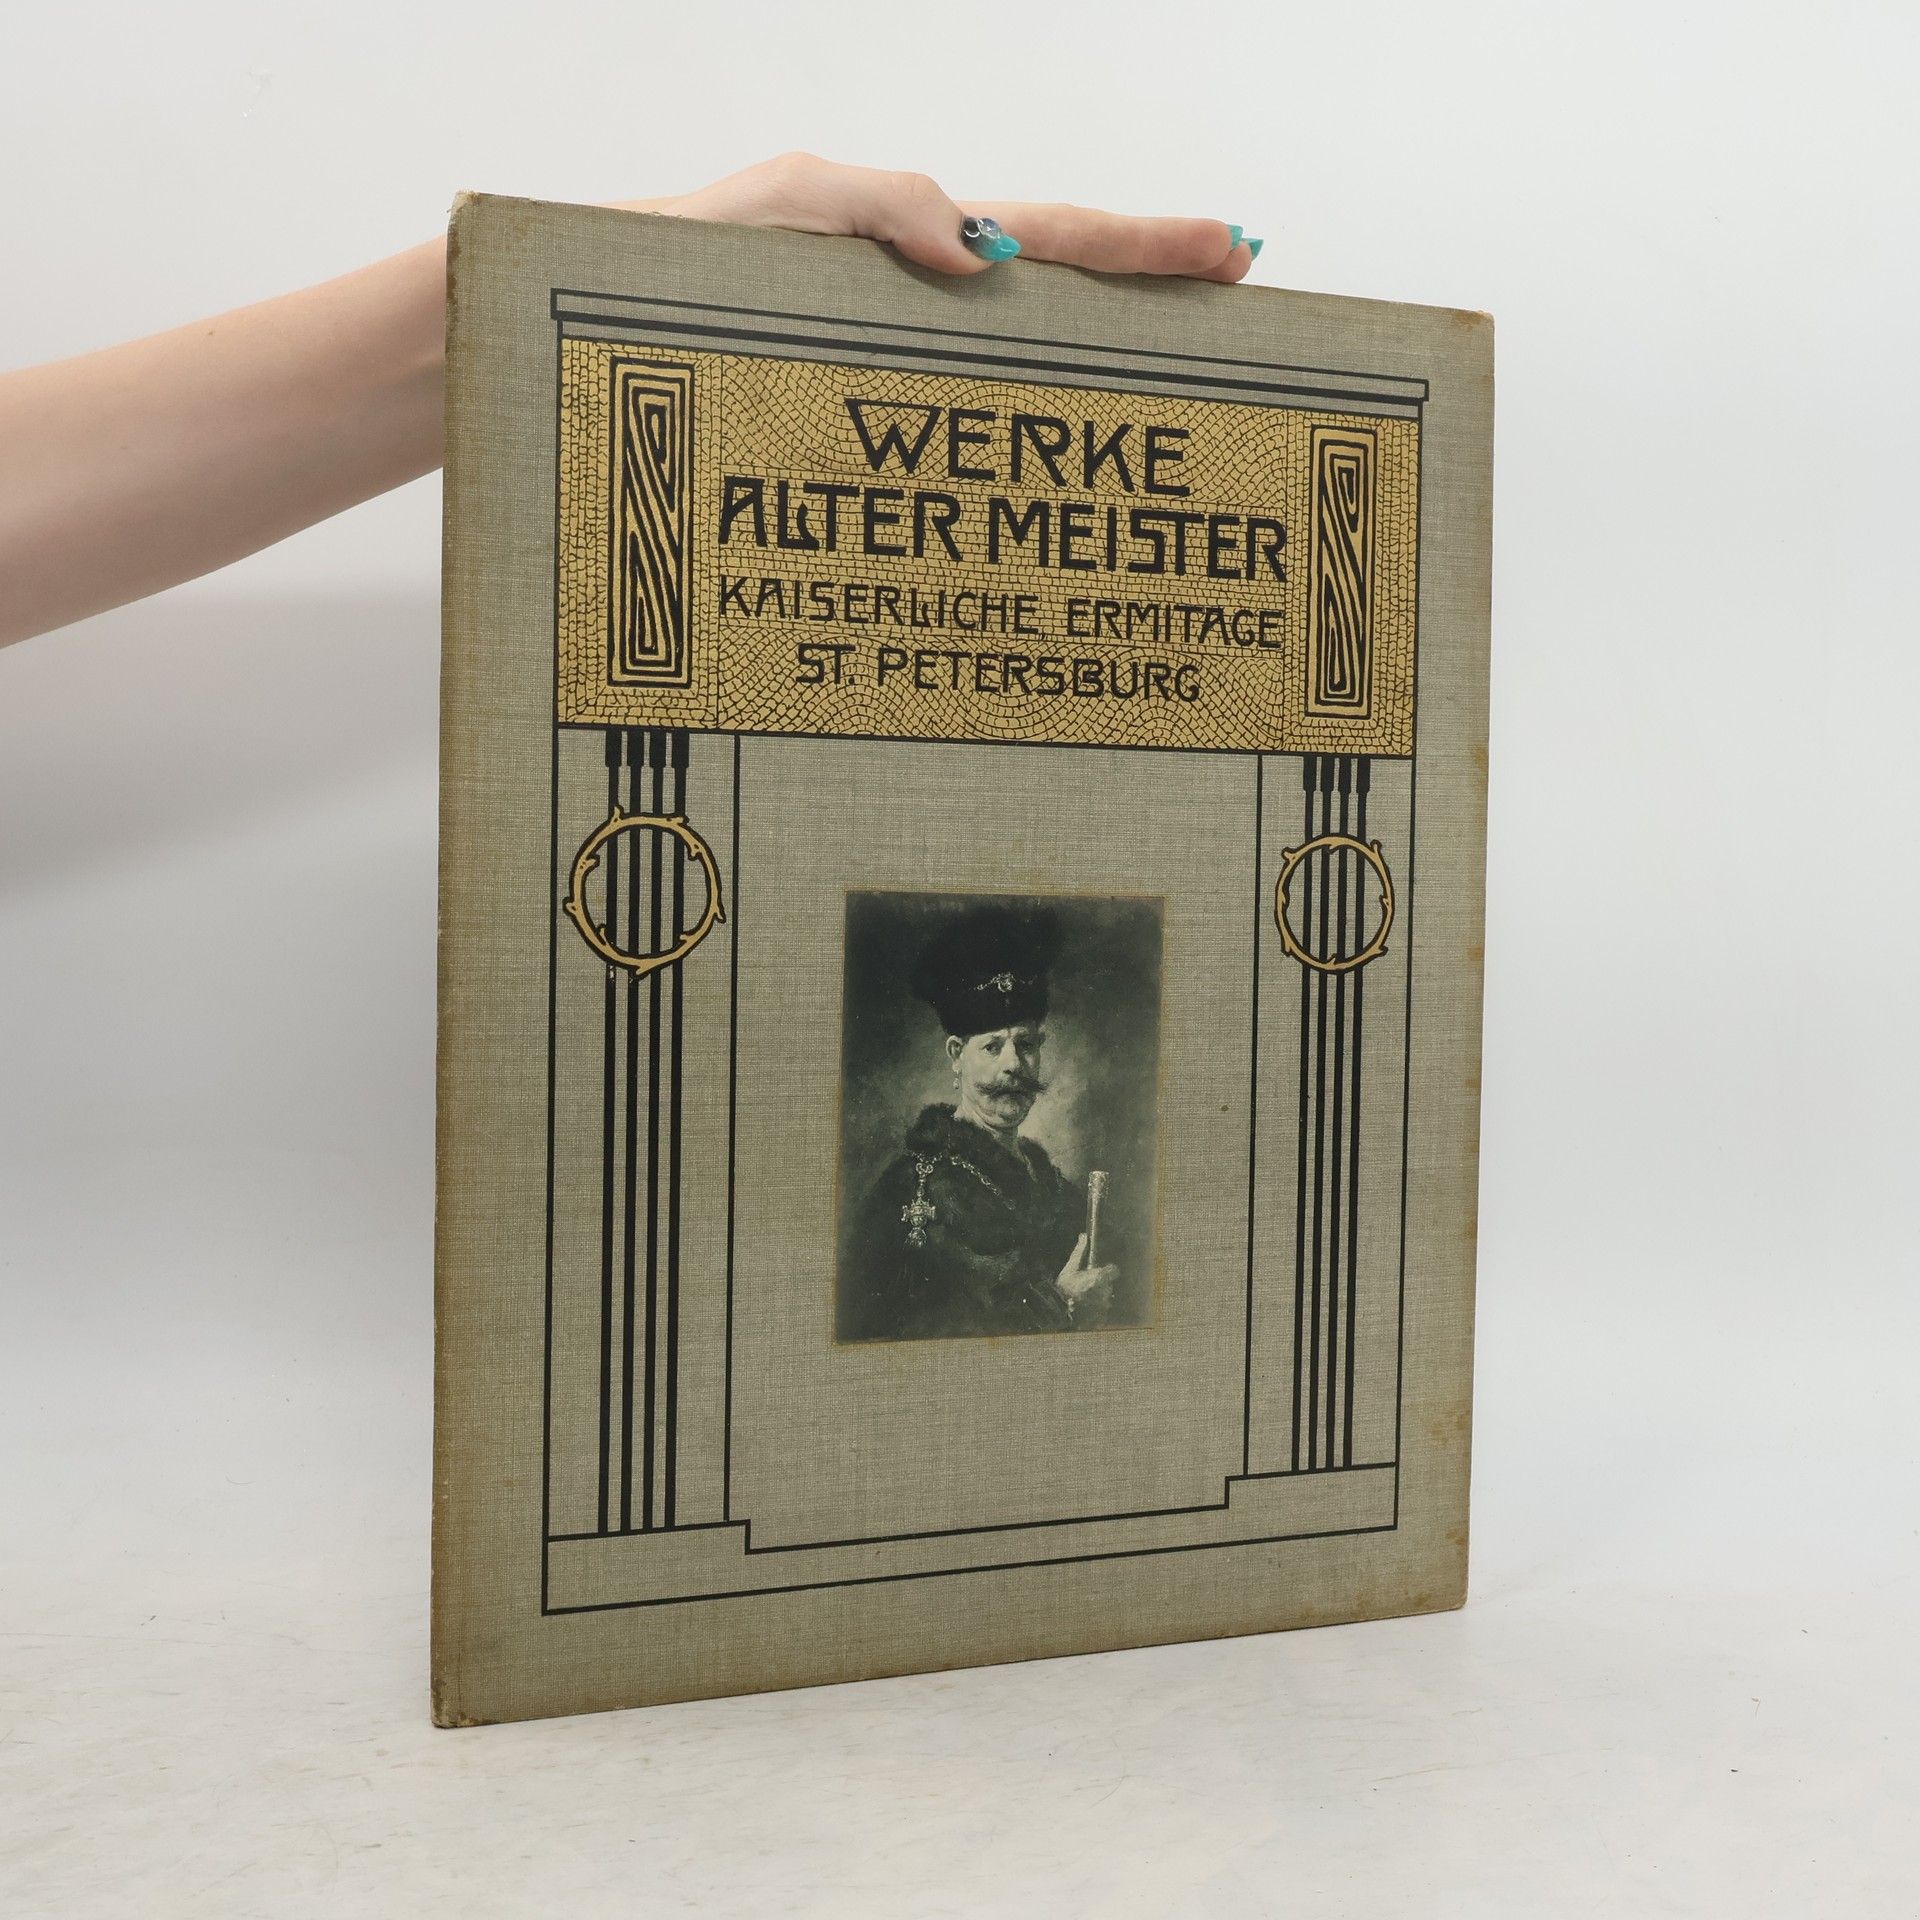 WERKE
ALTER MEISTER
KAISERLICHE ERMITAGE
ST. PETERSBURG